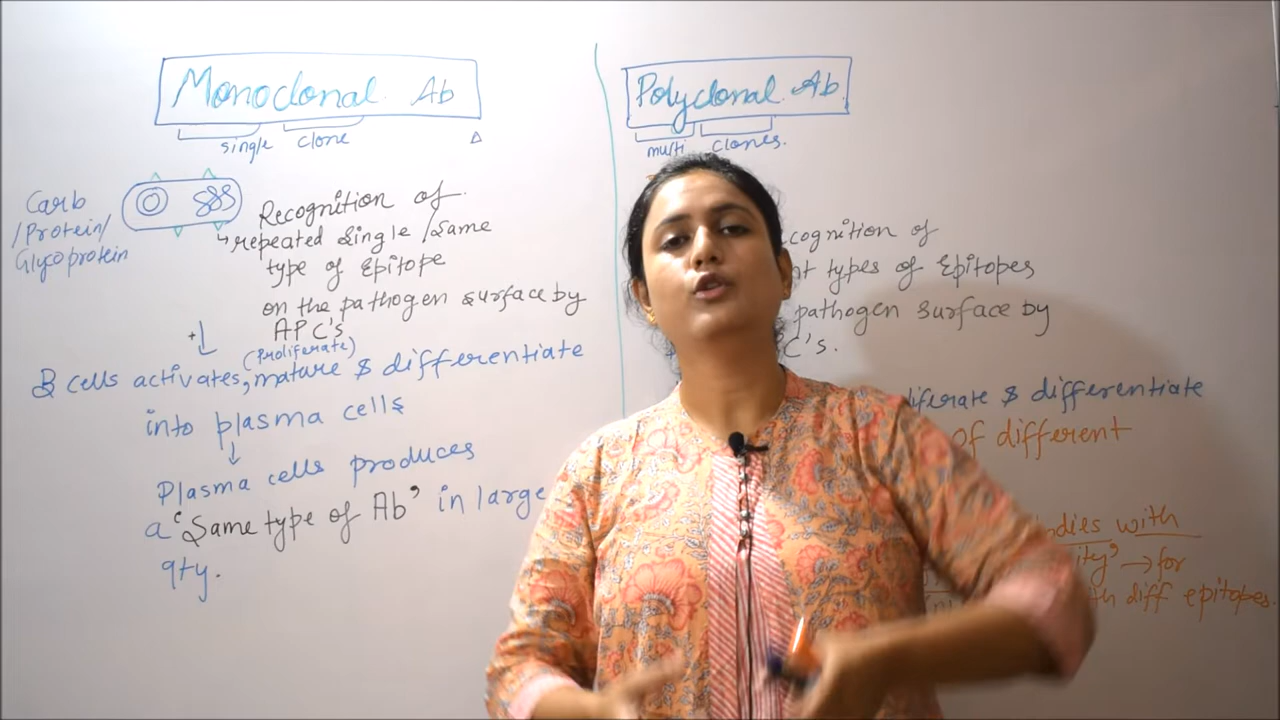 Monoclonal Ab
single clone
Carb
/Protein/
Glycoprotein
Recognition of
repeated single/same
type of Epitope
on the pathogen surface by
APC's
(Proliferate)
B cells activates, mature & differentiate
into plasma cells
Plasma cells produces
a 'Same type of Ab' in large
qty.
Polyclonal Ab
multi clones.
cognition of
nt types of Epitopes
pathogen surface by
C's.
liferate & differentiate
of different
ndies with
ity' → for
th diff epitopes.